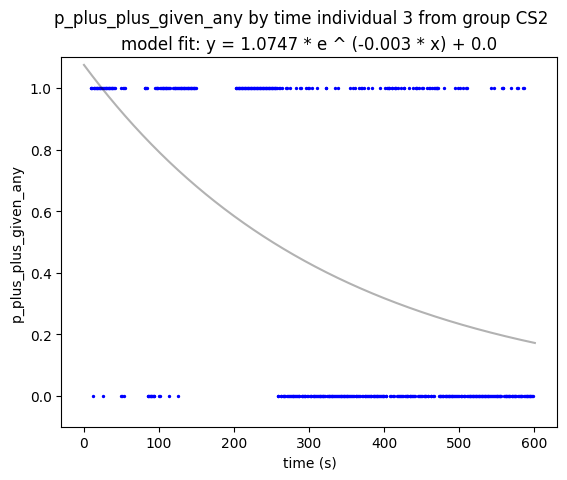 p_plus_plus_given_any by time individual 3 from group CS2
model fit: y = 1.0747 * e ^ (-0.003 * x) + 0.0
1.0
0.8
0.6
0.4
0.2
0.0
p_plus_plus_given_any
0 100 200 300 400 500 600
time (s)